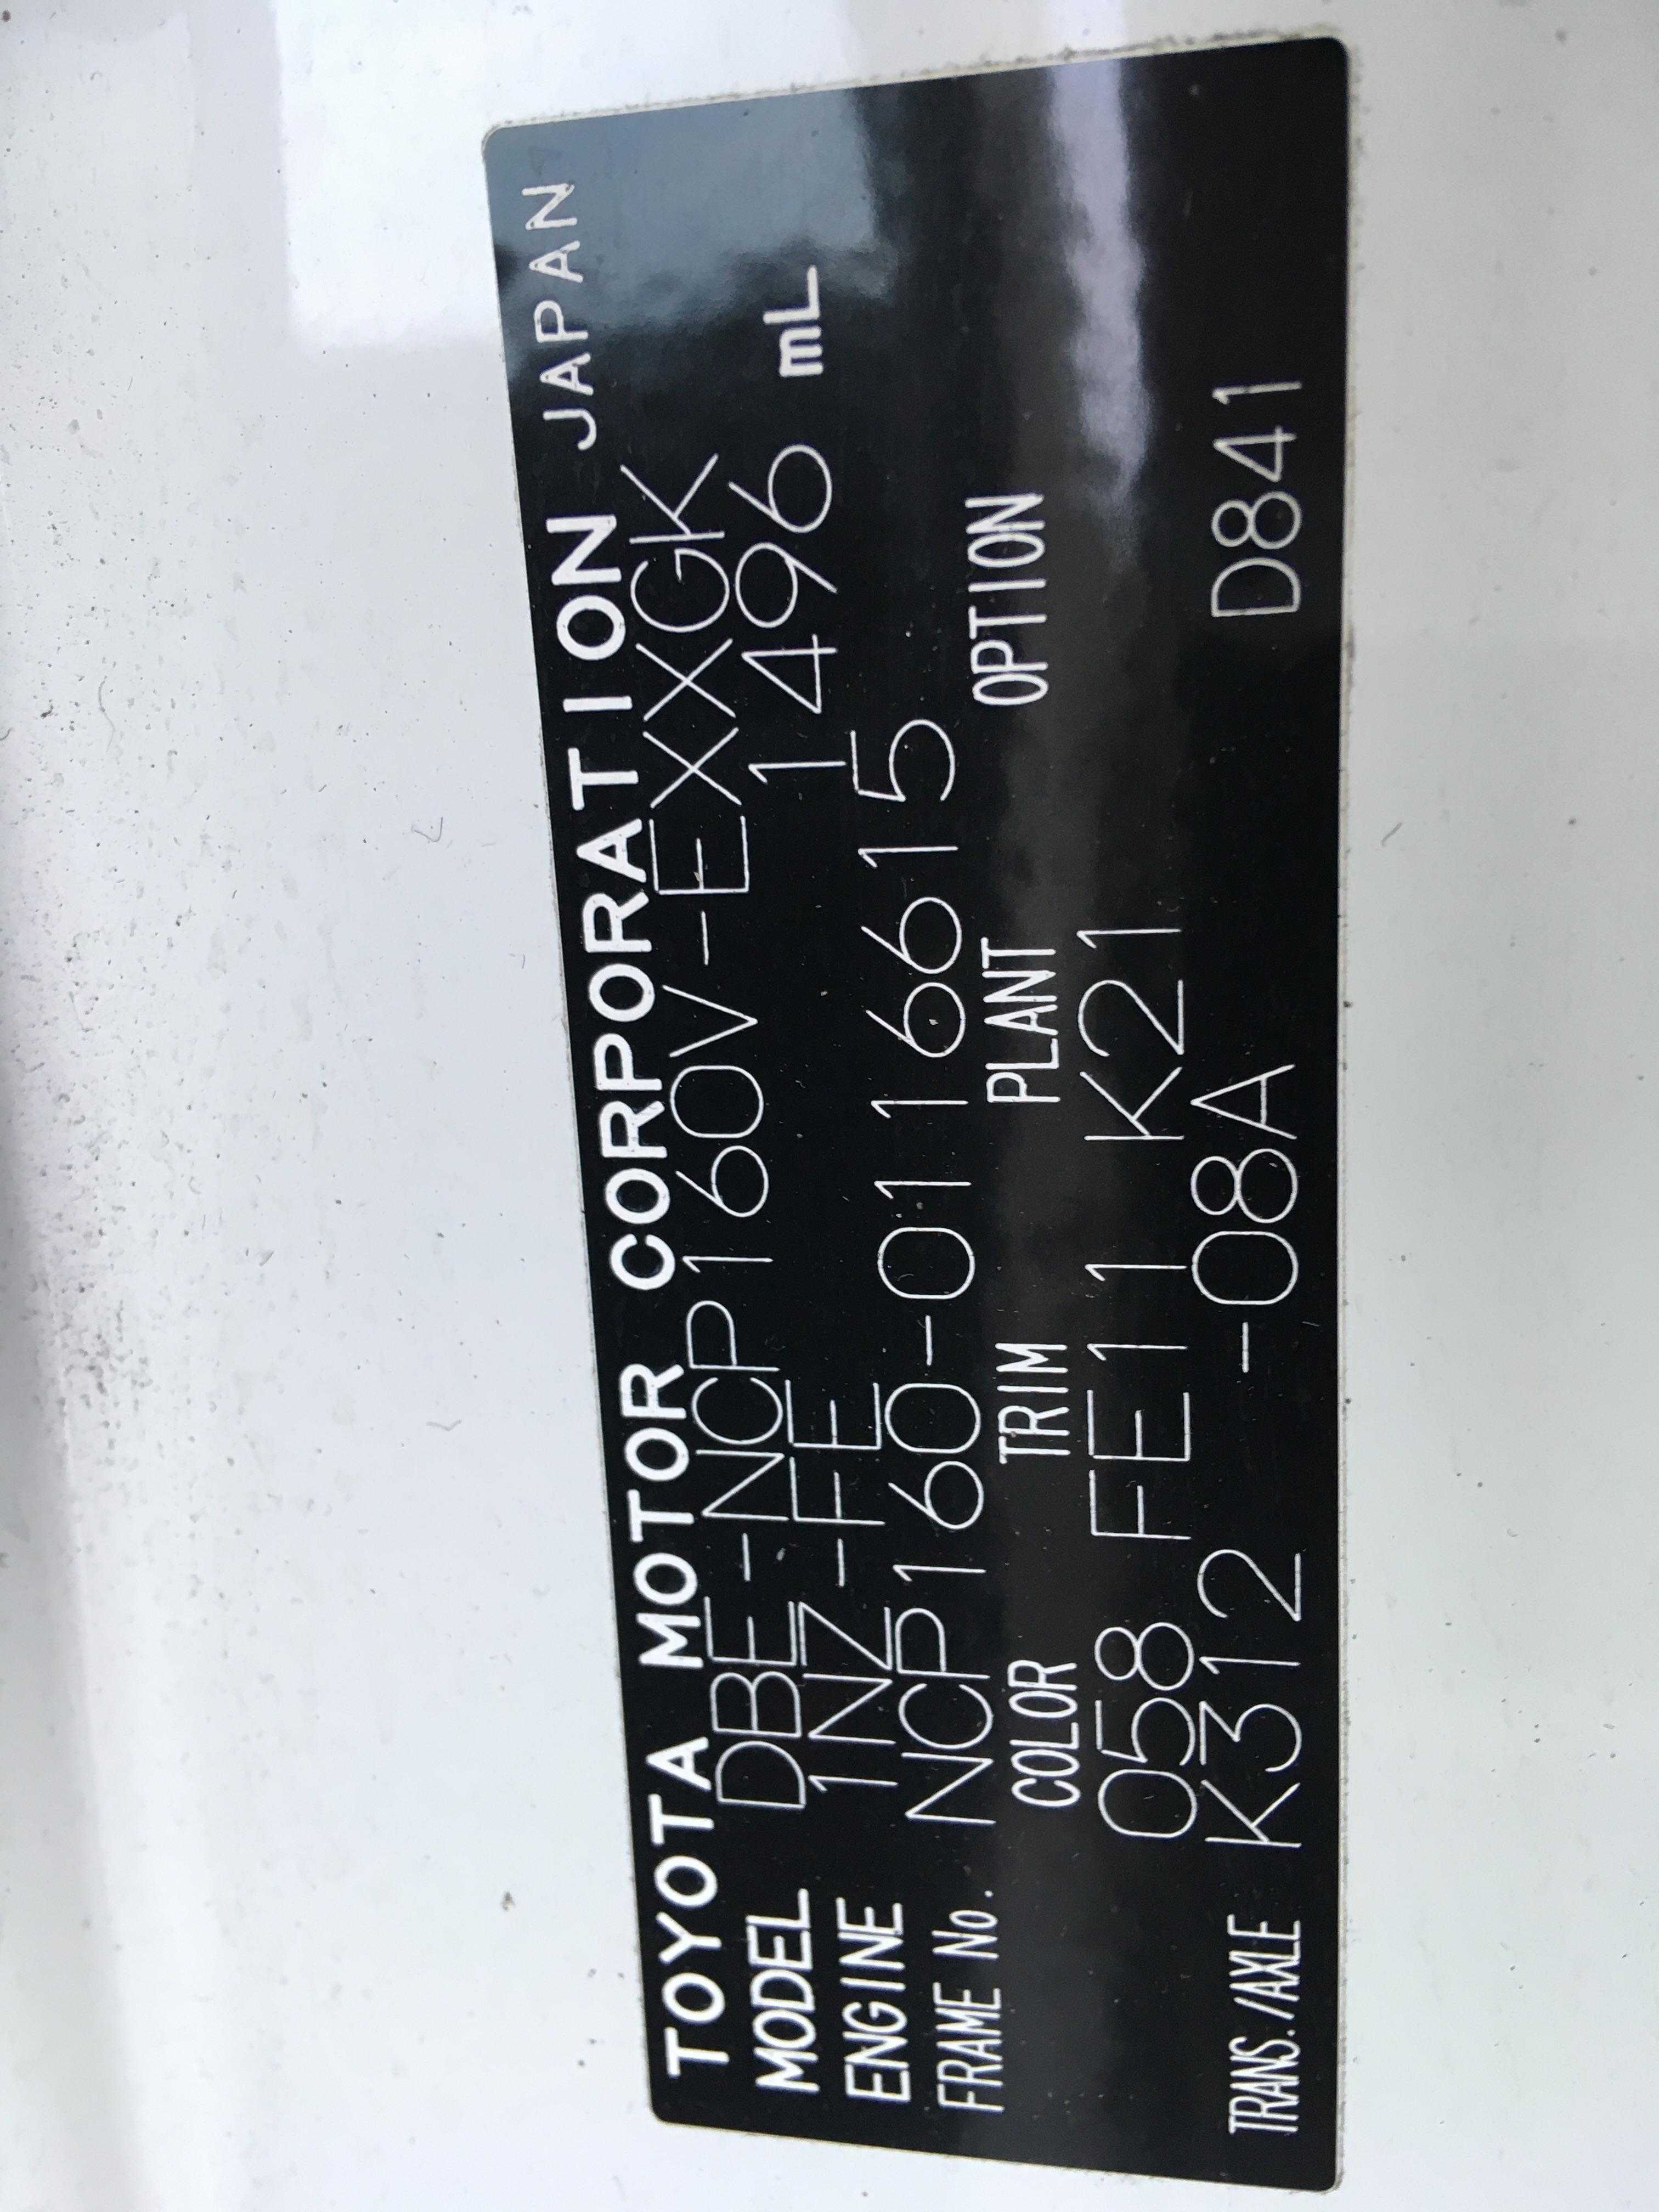 TOYOTA MOTOR CORPORATION JAPAN
MODEL DBE-NCP160V-EXXGK
ENGINE 1NZ-FE 1496 mL
FRAME No. NCP160-0116615
COLOR TRIM PLANT OPTION
058 FE11 K21
TRANS./AXLE K312 -08A D841